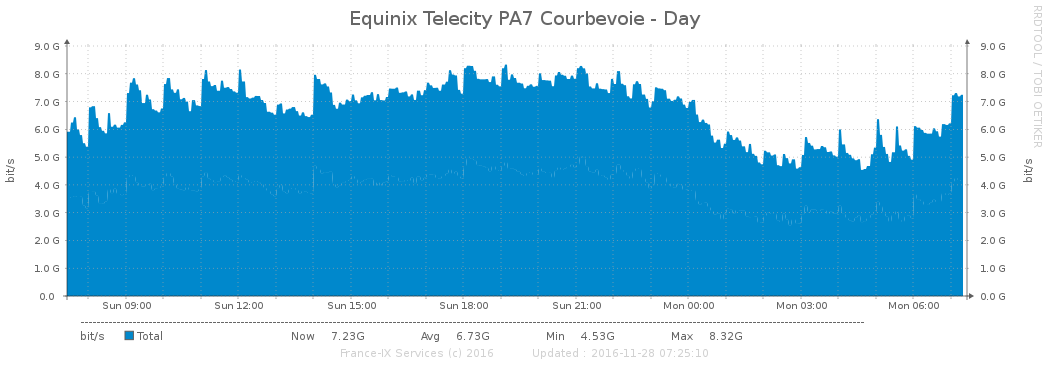 Equinix Telecity PA7 Courbevoie - Day
RRDTOOL / TOBI OETIKER
9.0 G 9.0 G
8.0 G 8.0 G
7.0 G 7.0 G
6.0 G 6.0 G
5.0 G 5.0 G
4.0 G 4.0 G
3.0 G 3.0 G
2.0 G 2.0 G
1.0 G 1.0 G
0.0 0.0 G
bit/s
bit/s
Sun 09:00 Sun 12:00 Sun 15:00 Sun 18:00 Sun 21:00 Mon 00:00 Mon 03:00 Mon 06:00
bit/s Total Now 7.23G Avg 6.73G Min 4.53G Max 8.32G
France-IX Services (c) 2016 Updated : 2016-11-28 07:25:10